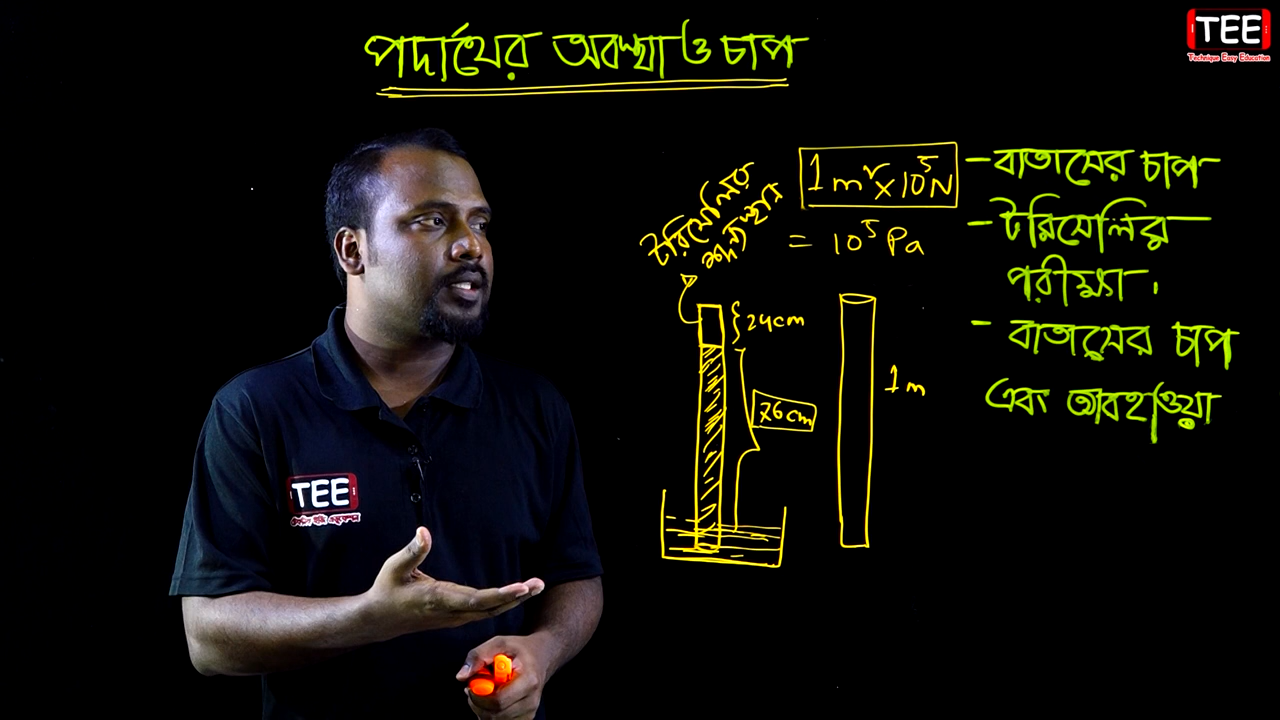 পদার্থের অবস্থা ও চাপ
TEE
Technique Easy Education
1 m² × 10⁵ N
= 10⁵ Pa
টরিসেলির
শূন্যস্থান
24cm
76cm
1 m
– বাতাসের চাপ
– টরিসেলির
পরীক্ষা।
– বাতাসের চাপ
এবং আবহাওয়া
TEE